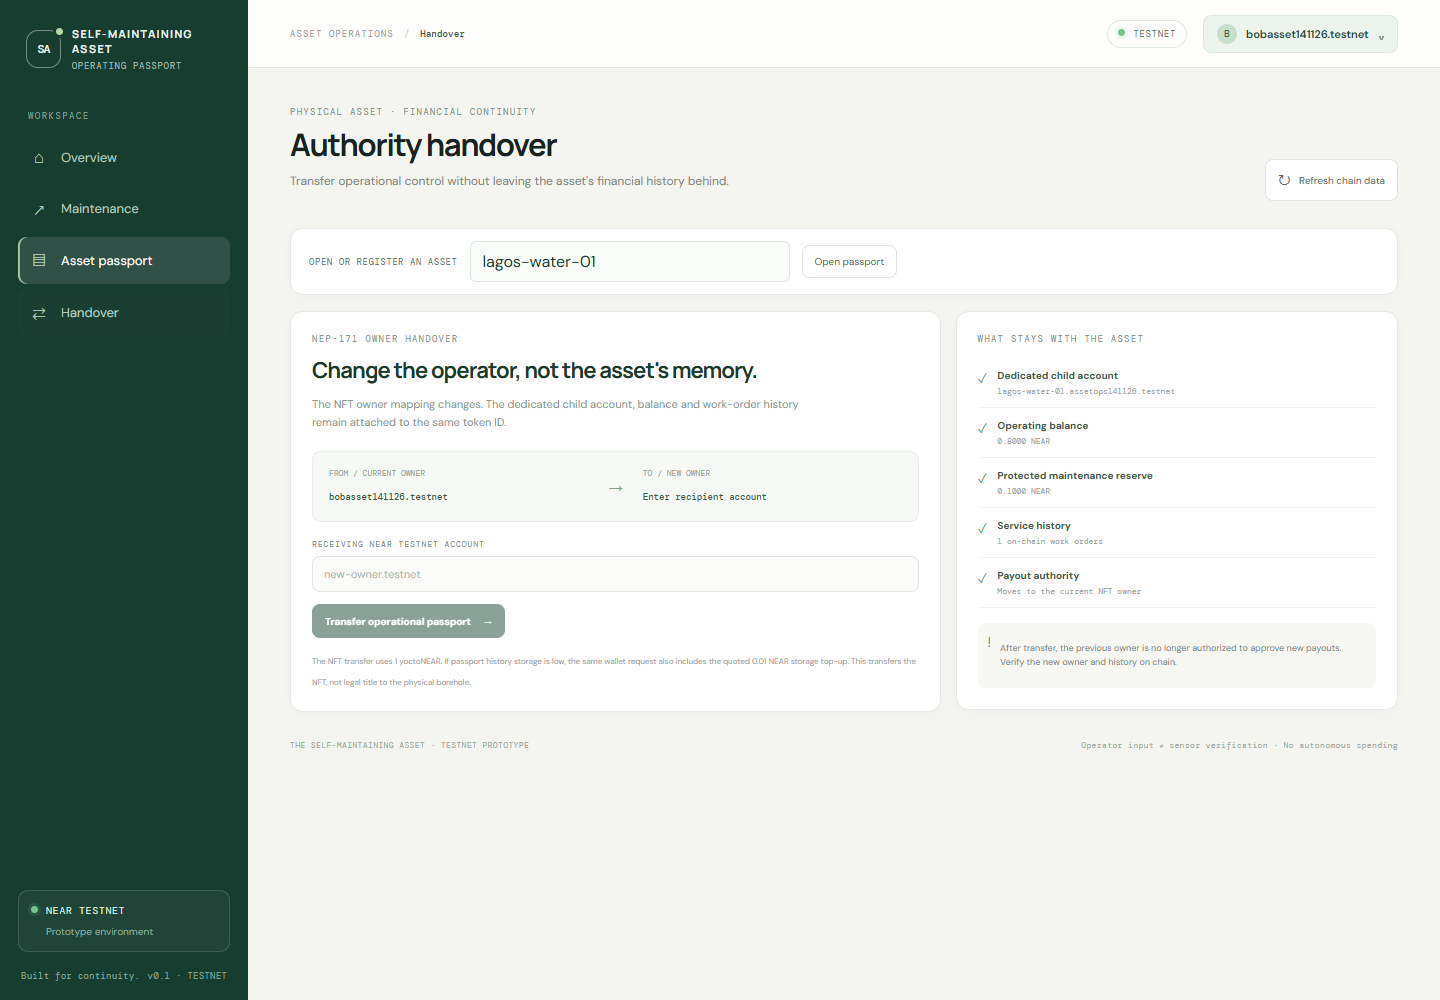 SA
SELF-MAINTAINING
ASSET
OPERATING PASSPORT
WORKSPACE
Overview
Maintenance
Asset passport
Handover
NEAR TESTNET
Prototype environment
Built for continuity. v0.1 · TESTNET
ASSET OPERATIONS / Handover
TESTNET
B bobasset141126.testnet v
PHYSICAL ASSET · FINANCIAL CONTINUITY
Authority handover
Transfer operational control without leaving the asset's financial history behind.
↻ Refresh chain data
OPEN OR REGISTER AN ASSET lagos-water-01 Open passport
NEP-171 OWNER HANDOVER
Change the operator, not the asset's memory.
The NFT owner mapping changes. The dedicated child account, balance and work-order history
remain attached to the same token ID.
FROM / CURRENT OWNER
bobasset141126.testnet
→
TO / NEW OWNER
Enter recipient account
RECEIVING NEAR TESTNET ACCOUNT
new-owner.testnet
Transfer operational passport →
The NFT transfer uses 1 yoctoNEAR. If passport history storage is low, the same wallet request also includes the quoted 0.01 NEAR storage top-up. This transfers the
NFT, not legal title to the physical borehole.
WHAT STAYS WITH THE ASSET
✓ Dedicated child account
lagos-water-01.assetops141126.testnet
✓ Operating balance
0.8000 NEAR
✓ Protected maintenance reserve
0.1000 NEAR
✓ Service history
1 on-chain work orders
✓ Payout authority
Moves to the current NFT owner
! After transfer, the previous owner is no longer authorized to approve new payouts.
Verify the new owner and history on chain.
THE SELF-MAINTAINING ASSET · TESTNET PROTOTYPE
Operator input ≠ sensor verification · No autonomous spending